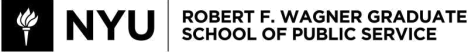 NYU
ROBERT F. WAGNER GRADUATE
SCHOOL OF PUBLIC SERVICE